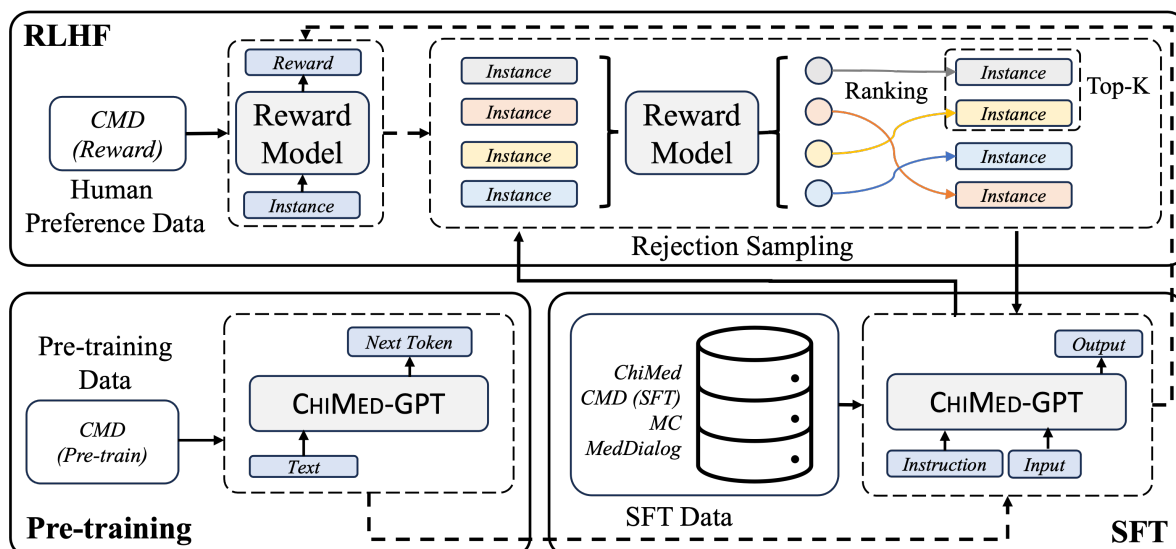 RLHF
Reward
Reward
Model
Instance
CMD
(Reward)
Human
Preference Data
Instance
Instance
Instance
Instance
Reward
Model
Ranking
Instance
Instance
Instance
Instance
Top-K
Rejection Sampling
Pre-training
Data
CMD
(Pre-train)
Next Token
CHIMED-GPT
Text
Pre-training
ChiMed
CMD (SFT)
MC
MedDialog
SFT Data
Output
CHIMED-GPT
Instruction
Input
SFT